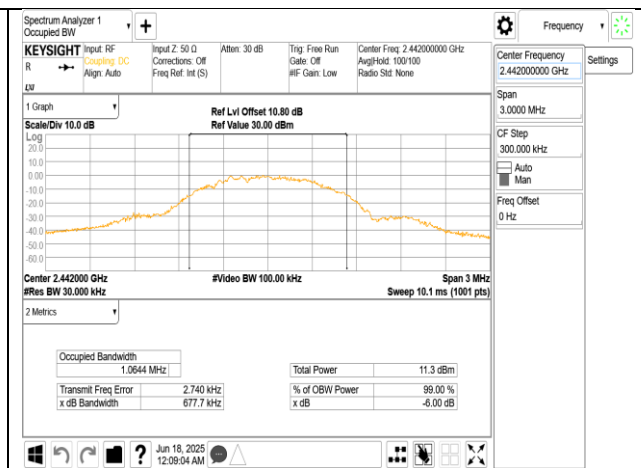 Spectrum Analyzer 1
Occupied BW
+
Frequency
KEYSIGHT
R
LXI
Input: RF
Coupling: DC
Align: Auto
Input Z: 50 Ω
Corrections: Off
Freq Ref: Int (S)
Atten: 30 dB
Trig: Free Run
Gate: Off
#IF Gain: Low
Center Freq: 2.442000000 GHz
Avg|Hold: 100/100
Radio Std: None
Center Frequency
2.442000000 GHz
Settings
Span
3.0000 MHz
CF Step
300.000 kHz
Auto
Man
Freq Offset
0 Hz
1 Graph
Scale/Div 10.0 dB
Ref Lvl Offset 10.80 dB
Ref Value 30.00 dBm
Log
20.0
10.0
0.00
-10.0
-20.0
-30.0
-40.0
-50.0
-60.0
Center 2.442000 GHz
#Res BW 30.000 kHz
#Video BW 100.00 kHz
Span 3 MHz
Sweep 10.1 ms (1001 pts)
2 Metrics
Occupied Bandwidth
1.0644 MHz
Transmit Freq Error 2.740 kHz
x dB Bandwidth 677.7 kHz
Total Power 11.3 dBm
% of OBW Power 99.00 %
x dB -6.00 dB
?
Jun 18, 2025
12:09:04 AM